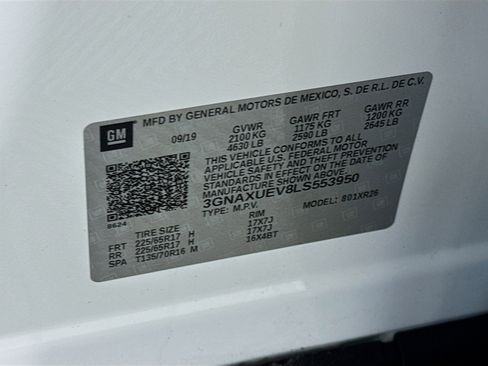 GM
MFD BY GENERAL MOTORS DE MEXICO, S. DE R.L. DE C.V.
09/19 GVWR GAWR FRT GAWR RR
2100 KG 1175 KG 1200 KG
4630 LB 2590 LB 2645 LB
THIS VEHICLE CONFORMS TO ALL
APPLICABLE U.S. FEDERAL MOTOR
VEHICLE SAFETY AND THEFT PREVENTION
STANDARDS IN EFFECT ON THE DATE OF
MANUFACTURE SHOWN ABOVE.
3GNAXUEV8LS553950
TYPE: M.P.V. MODEL: 801XR26
8624
TIRE SIZE RIM
FRT 225/65R17 H 17X7J
RR 225/65R17 H 17X7J
SPA T135/70R16 M 16X4BT